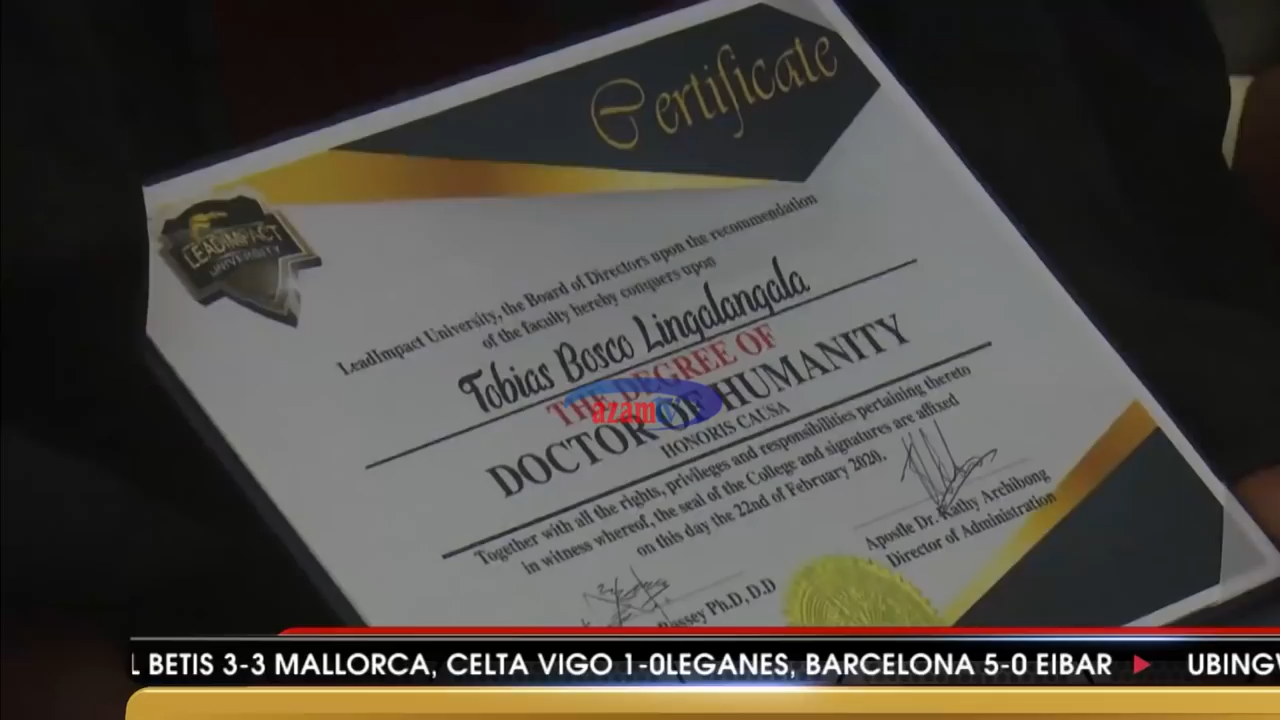 Certificate
LEADIMPACT
UNIVERSITY
LeadImpact University, the Board of Directors upon the recommendation
of the faculty hereby conquers upon
Tobias Bosco Lingalangala
THE DEGREE OF
DOCTOR OF HUMANITY
HONORIS CAUSA
Together with all the rights, privileges and responsibilities pertaining thereto
in witness whereof, the seal of the College and signatures are affixed
on this day the 22nd of February 2020.
Apostle Dr. Kathy Archibong
Director of Administration
Ph.D, D.D
azam
L BETIS 3-3 MALLORCA, CELTA VIGO 1-0LEGANES, BARCELONA 5-0 EIBAR